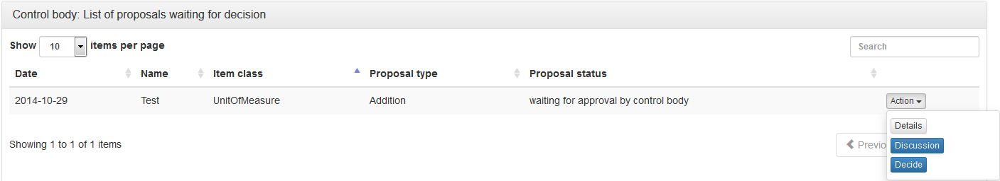 Control body: List of proposals waiting for decision
Show 10 items per page Search
Date Name Item class Proposal type Proposal status
2014-10-29 Test UnitOfMeasure Addition waiting for approval by control body Action
Details
Showing 1 to 1 of 1 items Discussion
Decide